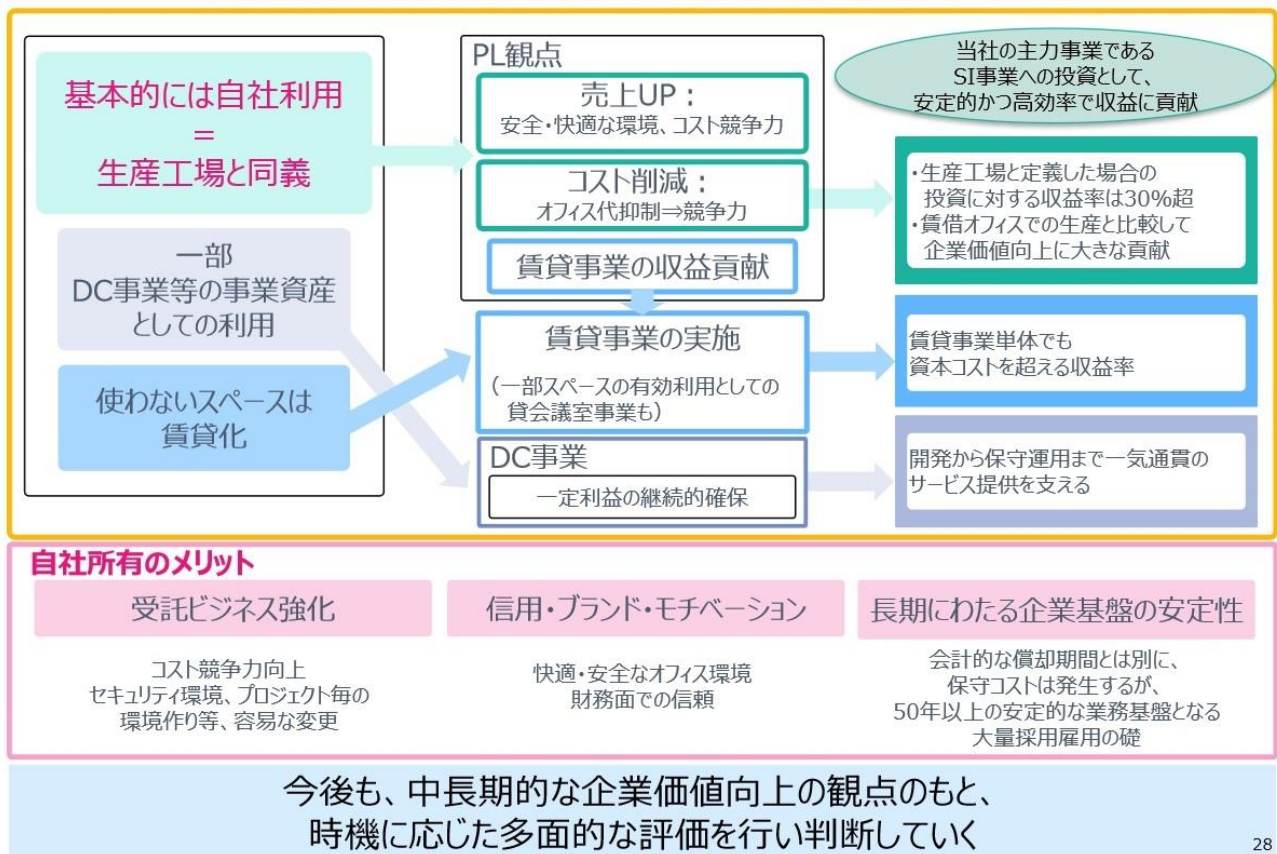 基本的には自社利用
=
生産工場と同義
一部
DC事業等の事業資産
としての利用
使わないスペースは
賃貸化
PL観点
売上UP：
安全・快適な環境、コスト競争力
コスト削減：
オフィス代抑制⇒競争力
賃貸事業の収益貢献
賃貸事業の実施
（一部スペースの有効利用としての
貸会議室事業も）
DC事業
一定利益の継続的確保
当社の主力事業である
SI事業への投資として、
安定的かつ高効率で収益に貢献
・生産工場と定義した場合の
投資に対する収益率は30%超
・賃借オフィスでの生産と比較して
企業価値向上に大きな貢献
賃貸事業単体でも
資本コストを超える収益率
開発から保守運用まで一気通貫の
サービス提供を支える
自社所有のメリット
受託ビジネス強化
コスト競争力向上
セキュリティ環境、プロジェクト毎の
環境作り等、容易な変更
信用・ブランド・モチベーション
快適・安全なオフィス環境
財務面での信頼
長期にわたる企業基盤の安定性
会計的な償却期間とは別に、
保守コストは発生するが、
50年以上の安定的な業務基盤となる
大量採用雇用の礎
今後も、中長期的な企業価値向上の観点のもと、
時機に応じた多面的な評価を行い判断していく
28